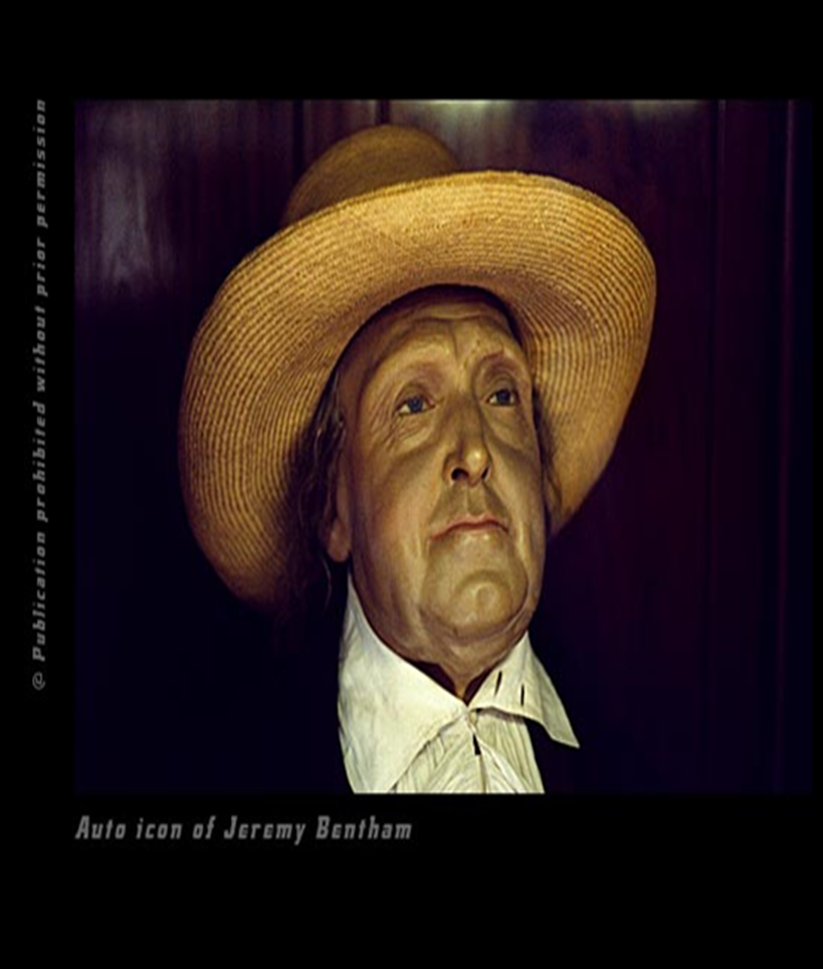 @ Publication prohibited without prior permission
Auto icon of Jeremy Bentham